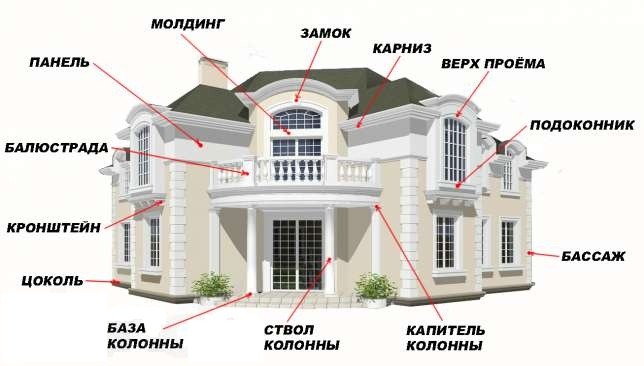 МОЛДИНГ
ЗАМОК
КАРНИЗ
ПАНЕЛЬ
ВЕРХ ПРОЁМА
ПОДОКОННИК
БАЛЮСТРАДА
КРОНШТЕЙН
БАССАЖ
ЦОКОЛЬ
БАЗА
КОЛОННЫ
СТВОЛ
КОЛОННЫ
КАПИТЕЛЬ
КОЛОННЫ